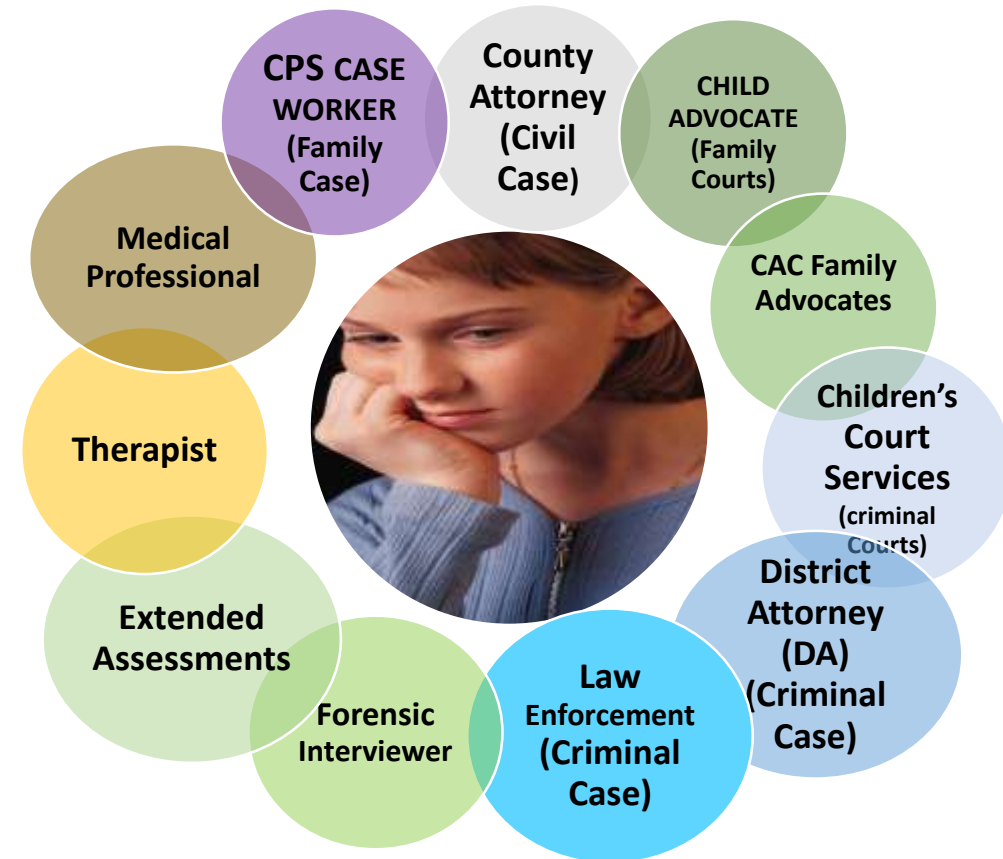 CPS CASE
WORKER
(Family
Case)
County
Attorney
(Civil
Case)
CHILD
ADVOCATE
(Family
Courts)
CAC Family
Advocates
Children’s
Court
Services
(criminal
Courts)
District
Attorney
(DA)
(Criminal
Case)
Law
Enforcement
(Criminal
Case)
Forensic
Interviewer
Extended
Assessments
Therapist
Medical
Professional